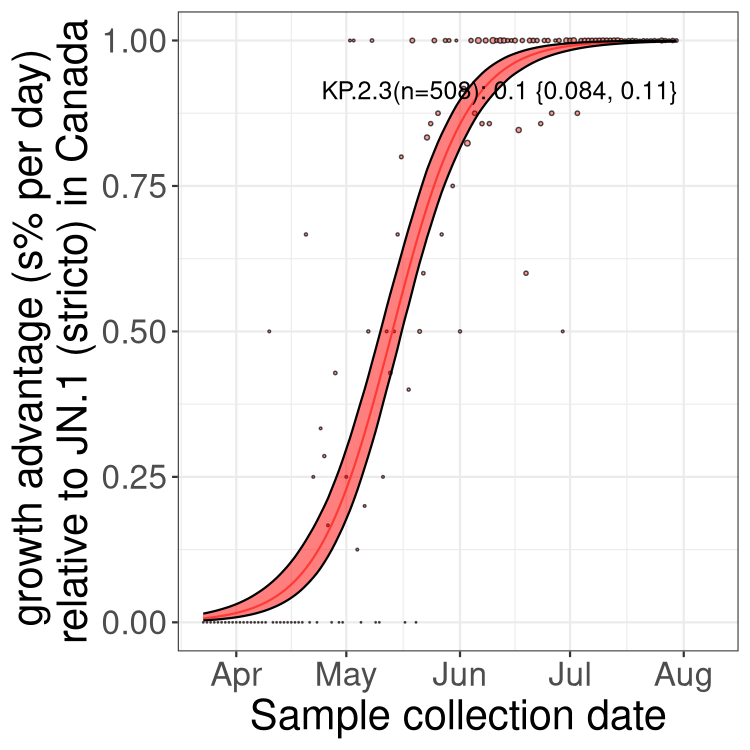 growth advantage (s% per day)
relative to JN.1 (stricto) in Canada
1.00
0.75
0.50
0.25
0.00
KP.2.3(n=508): 0.1 {0.084, 0.11}
Apr May Jun Jul Aug
Sample collection date